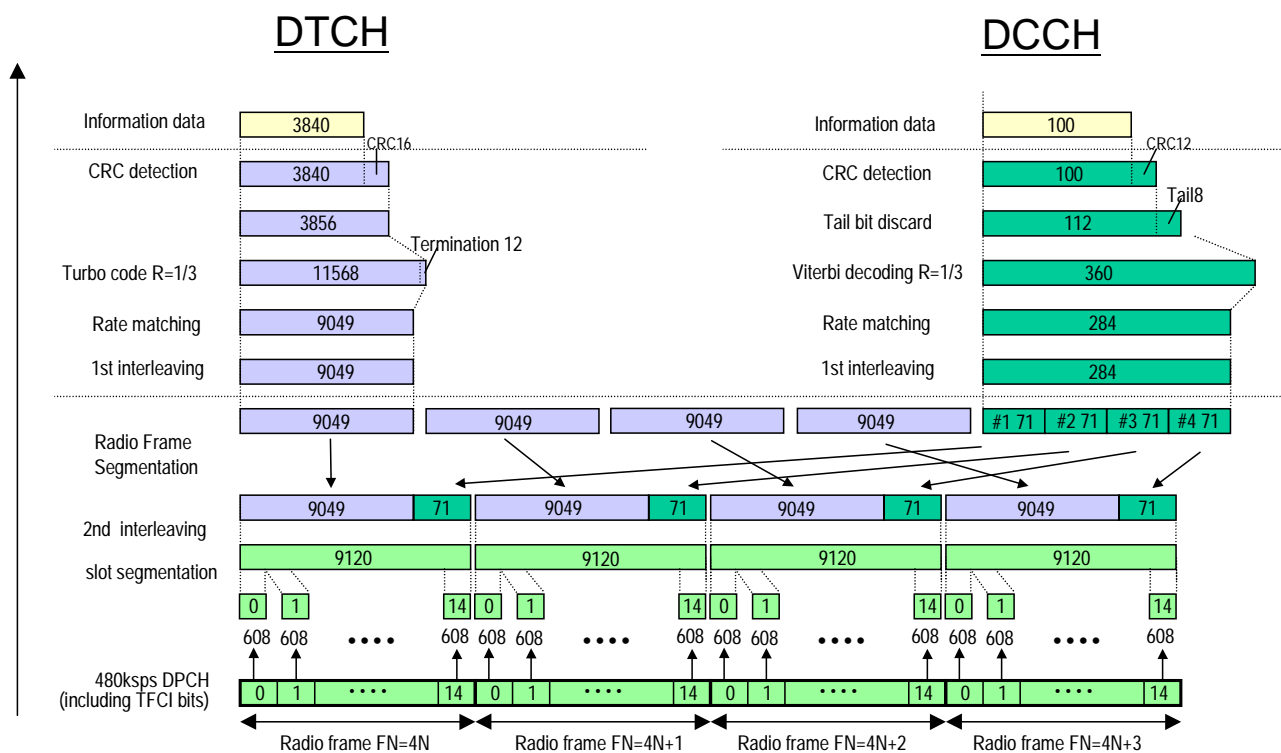 DTCH DCCH
Information data 3840 Information data 100
CRC16 CRC12
CRC detection 3840 CRC detection 100
Tail8
3856 Tail bit discard 112
Termination 12
Turbo code R=1/3 11568 Viterbi decoding R=1/3 360
Rate matching 9049 Rate matching 284
1st interleaving 9049 1st interleaving 284
9049 9049 9049 9049 #1 71 #2 71 #3 71 #4 71
Radio Frame
Segmentation
9049 71 9049 71 9049 71 9049 71
2nd interleaving
9120 9120 9120 9120
slot segmentation
0 1 14 0 1 14 0 1 14 0 1 14
608 608 •••• 608 608 608 •••• 608 608 608 •••• 608 608 608 •••• 608
480ksps DPCH
(including TFCI bits)
0 1 •••• 14 0 1 •••• 14 0 1 •••• 14 0 1 •••• 14
Radio frame FN=4N Radio frame FN=4N+1 Radio frame FN=4N+2 Radio frame FN=4N+3